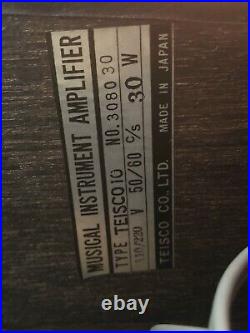 MUSICAL INSTRUMENT AMPLIFIER
TYPE TEISCO 10 NO. 308030
110/220 V 50/60 C/S 30 W
TEISCO CO., LTD. MADE IN JAPAN